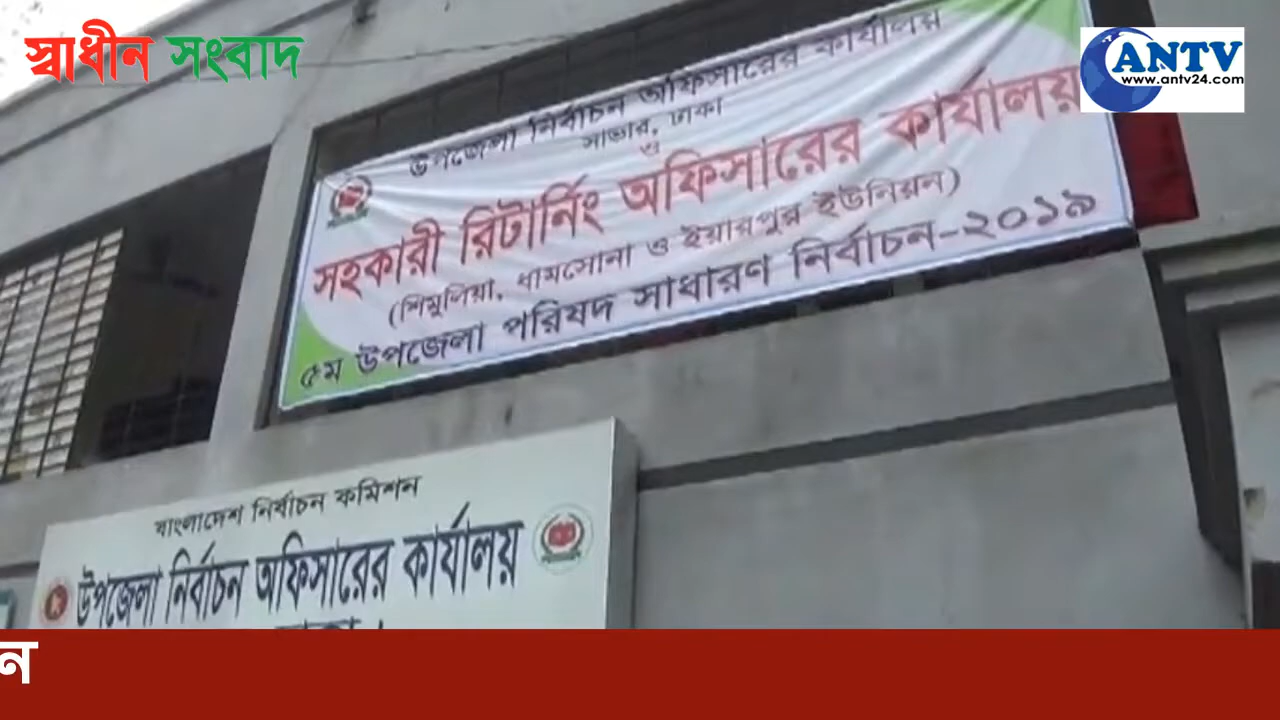 স্বাধীন সংবাদ
ANTV
www.antv24.com
উপজেলা নির্বাচন অফিসারের কার্যালয়
সাভার, ঢাকা
ও
সহকারী রিটার্নিং অফিসারের কার্যালয়
(শিমুলিয়া, ধামসোনা ও ইয়ারপুর ইউনিয়ন)
৫ম উপজেলা পরিষদ সাধারণ নির্বাচন-২০১৯
বাংলাদেশ নির্বাচন কমিশন
উপজেলা নির্বাচন অফিসারের কার্যালয়
ন